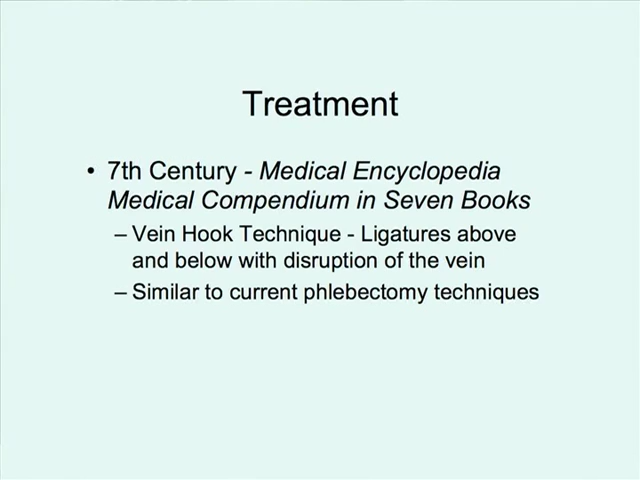 Treatment
• 7th Century - Medical Encyclopedia
Medical Compendium in Seven Books
– Vein Hook Technique - Ligatures above
and below with disruption of the vein
– Similar to current phlebectomy techniques